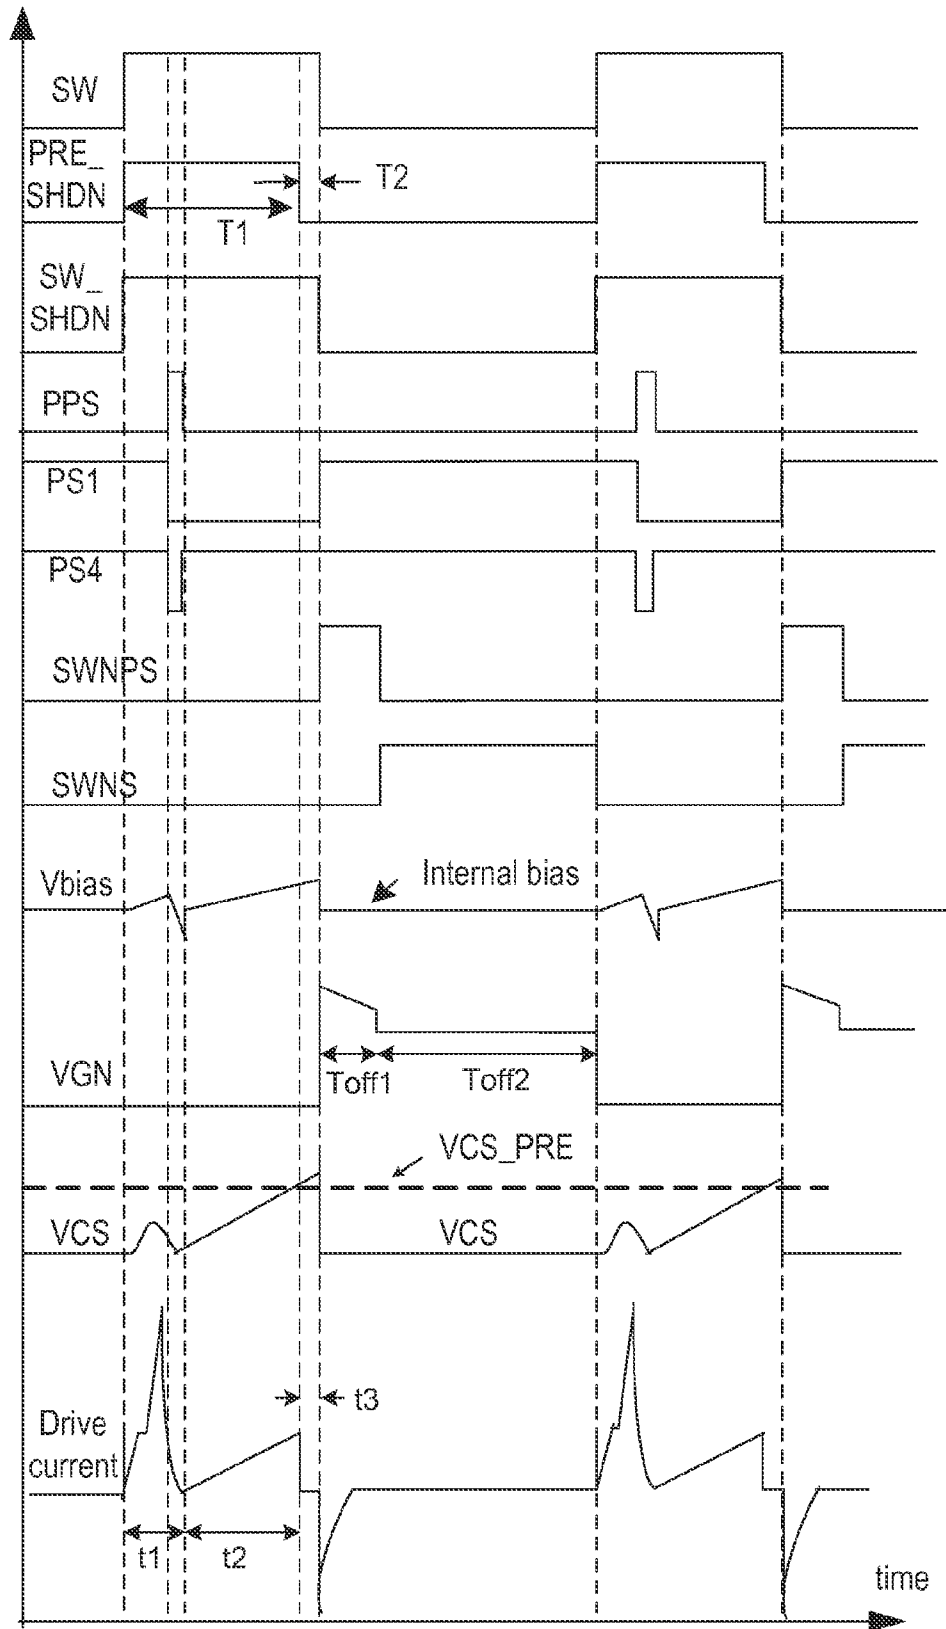 SW
PRE_
SHDN
T2
T1
SW_
SHDN
PPS
PS1
PS4
SWNPS
SWNS
Vbias
Internal bias
VGN
Toff1
Toff2
VCS_PRE
VCS
VCS
t3
Drive
current
t1
t2
time